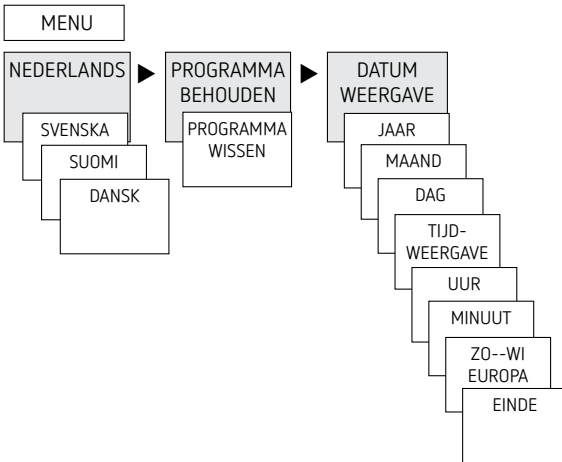 MENU
NEDERLANDS
SVENSKA
SUOMI
DANSK
PROGRAMMA
BEHOUDEN
PROGRAMMA
WISSEN
DATUM
WEERGAVE
JAAR
MAAND
DAG
TIJD-
WEERGAVE
UUR
MINUUT
ZO--WI
EUROPA
EINDE